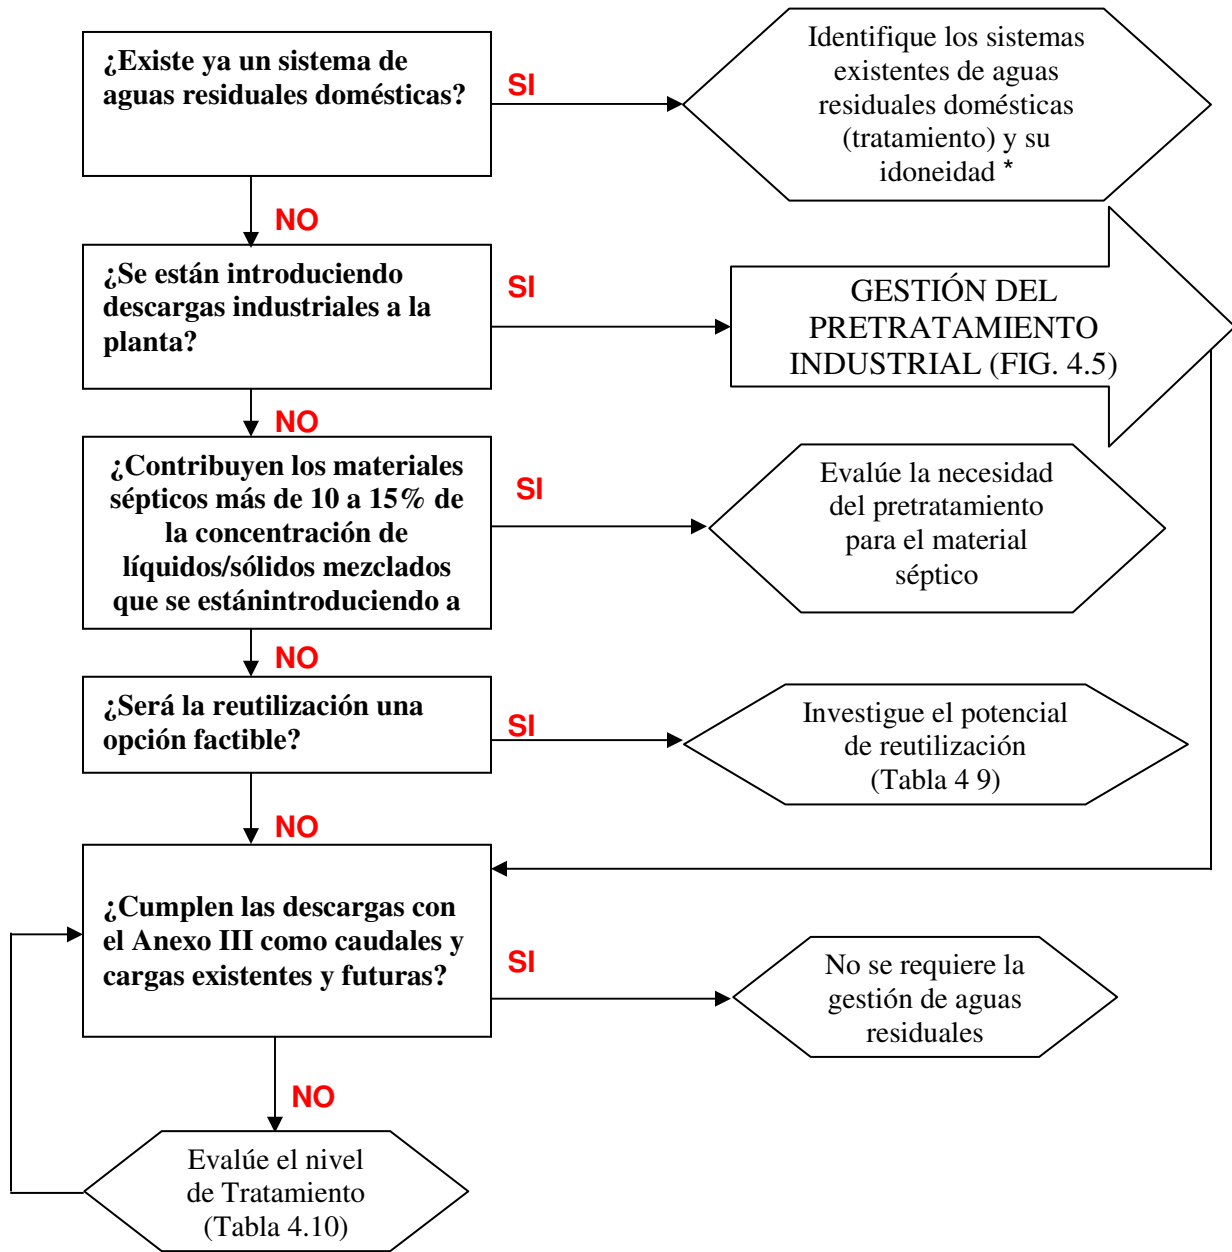 ¿Existe ya un sistema de
aguas residuales domésticas?
SI
Identifique los sistemas
existentes de aguas
residuales domésticas
(tratamiento) y su
idoneidad *
NO
¿Se están introduciendo
descargas industriales a la
planta?
SI
GESTIÓN DEL
PRETRATAMIENTO
INDUSTRIAL (FIG. 4.5)
NO
¿Contribuyen los materiales
sépticos más de 10 a 15% de
la concentración de
líquidos/sólidos mezclados
que se estánintroduciendo a
SI
Evalúe la necesidad
del pretratamiento
para el material
séptico
NO
¿Será la reutilización una
opción factible?
SI
Investigue el potencial
de reutilización
(Tabla 4 9)
NO
¿Cumplen las descargas con
el Anexo III como caudales y
cargas existentes y futuras?
SI
No se requiere la
gestión de aguas
residuales
NO
Evalúe el nivel
de Tratamiento
(Tabla 4.10)